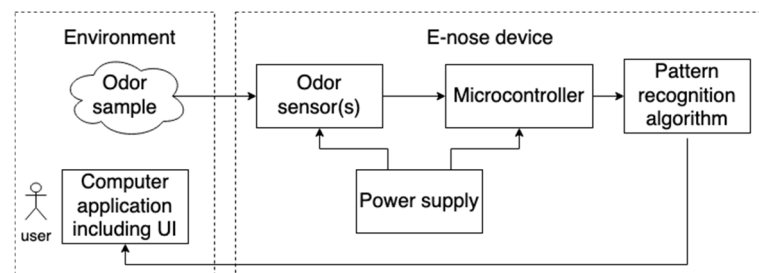 Environment
E-nose device
Odor
sample
Odor
sensor(s)
Microcontroller
Pattern
recognition
algorithm
Power supply
Computer
application
including UI
user